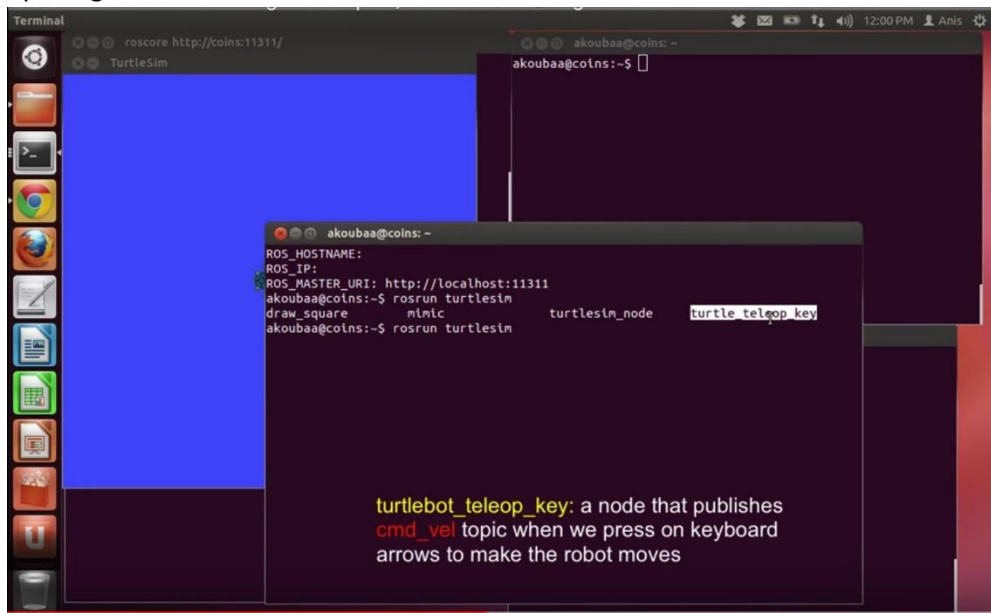 Terminal
12:00 PM Anis
roscore http://coins:11311/
TurtleSim
akoubaa@coins: ~
akoubaa@coins:~$
akoubaa@coins: ~
ROS_HOSTNAME:
ROS_IP:
ROS_MASTER_URI: http://localhost:11311
akoubaa@coins:~$ rosrun turtlesim
draw_square mimic turtlesim_node turtle_teleop_key
akoubaa@coins:~$ rosrun turtlesim
turtlebot_teleop_key: a node that publishes
cmd_vel topic when we press on keyboard
arrows to make the robot moves